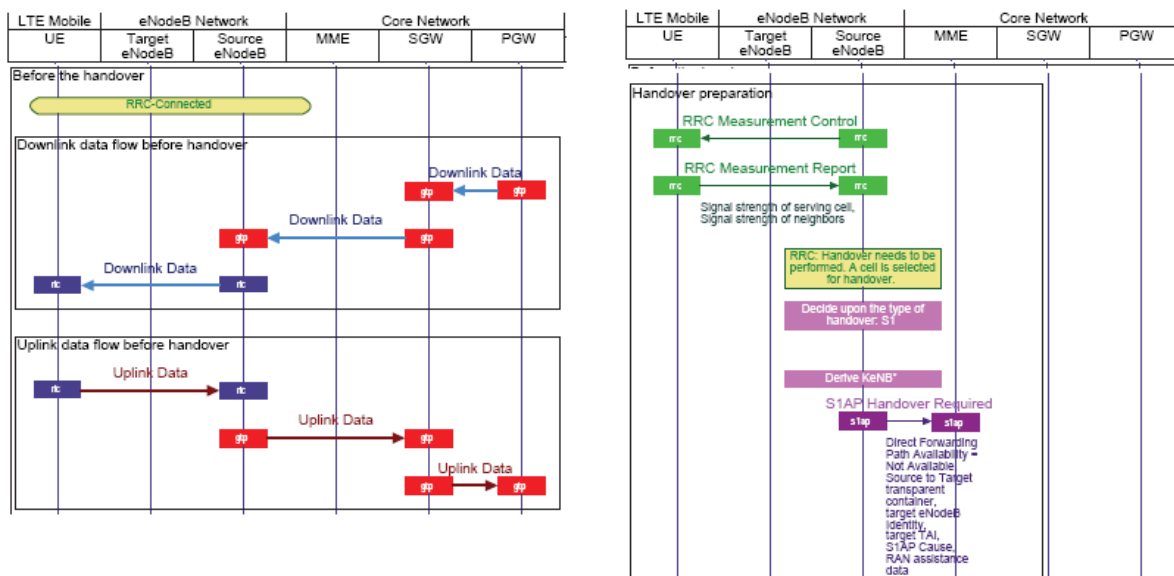 LTE Mobile
eNodeB Network
Core Network
UE
Target
eNodeB
Source
eNodeB
MME
SGW
PGW
Before the handover
RRC-Connected
Downlink data flow before handover
Downlink Data
gtp
gtp
Downlink Data
gtp
gtp
Downlink Data
rlc
rlc
Uplink data flow before handover
Uplink Data
rlc
rlc
Uplink Data
gtp
gtp
Uplink Data
gtp
gtp
LTE Mobile
eNodeB Network
Core Network
UE
Target
eNodeB
Source
eNodeB
MME
SGW
PGW
Handover preparation
RRC Measurement Control
rrc
rrc
RRC Measurement Report
rrc
rrc
Signal strength of serving cell,
Signal strength of neighbors
RRC: Handover needs to be
performed. A cell is selected
for handover.
Decide upon the type of
handover: S1
Derive KeNB*
S1AP Handover Required
s1ap
s1ap
Direct Forwarding
Path Availability =
Not Available,
Source to Target
transparent
container,
target eNodeB
Identity,
target TAI,
S1AP Cause,
RAN assistance
data